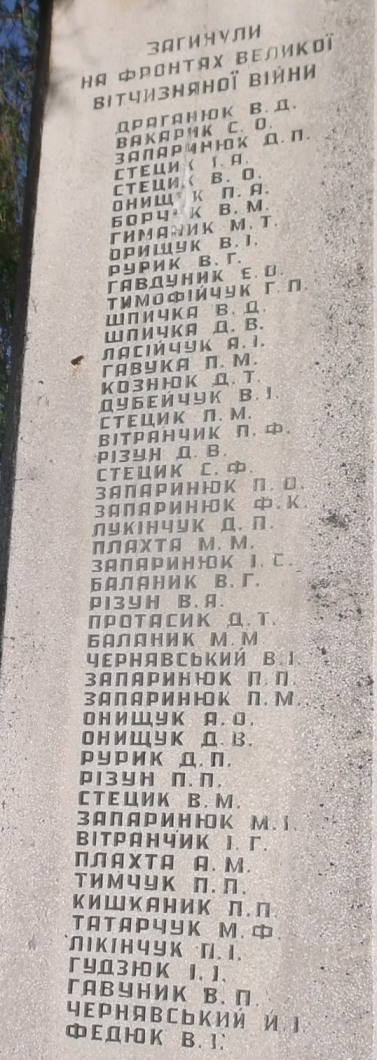 ЗАГИНУЛИ
НА ФРОНТАХ ВЕЛИКОЇ
ВІТЧИЗНЯНОЇ ВІЙНИ
ДРАГАНЮК В. Д.
ВАКАРИК С. О.
ЗАПАРИНЮК Д. П.
СТЕЦИК І. А.
СТЕЦИК В. О.
ОНИЩУК П. А.
БОРЧУК В. М.
ГИМАНИК М. Т.
ОРИЩУК В. І.
РУРИК В. Г.
ГАВДУНИК Є. О.
ТИМОФІЙЧУК Г. П.
ШПИЧКА В. Д.
ШПИЧКА Д. В.
ЛАСІЙЧУК А. І.
ГАВУКА П. М.
КОЗНЮК Д. Т.
ДУБЕЙЧУК В. І.
СТЕЦИК П. М.
ВІТРАНЧИК П. Ф.
РІЗУН Д. В.
СТЕЦИК С. Ф.
ЗАПАРИНЮК П. О.
ЗАПАРИНЮК Ф. К.
ЛУКІНЧУК Д. П.
ПЛАХТА М. М.
ЗАПАРИНЮК І. С.
БАЛАНИК В. Г.
РІЗУН В. Я.
ПРОТАСИК Д. Т.
БАЛАНИК М. М
ЧЕРНЯВСЬКИЙ В. І.
ЗАПАРИНЮК П. П.
ЗАПАРИНЮК П. М.
ОНИЩУК А. О.
ОНИЩУК Д. В.
РУРИК Д. П.
РІЗУН П. П.
СТЕЦИК В. М.
ЗАПАРИНЮК М. І.
ВІТРАНЧИК І. Г.
ПЛАХТА А. М.
ТИМЧУК П. П.
КИШКАНИК П. П.
ТАТАРЧУК М. Ф.
ЛІКІНЧУК П. І.
ГУДЗЮК І. І.
ГАВУНИК В. П.
ЧЕРНЯВСЬКИЙ Й. І.
ФЕДЮК В. І.